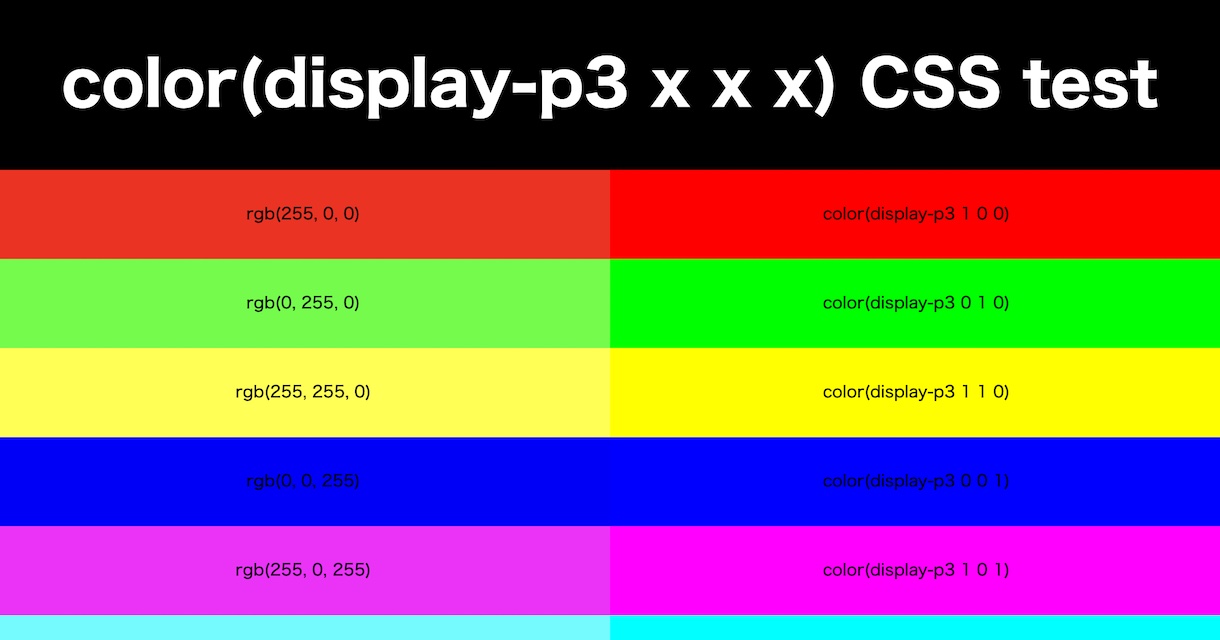 color(display-p3 x x x) CSS test
rgb(255, 0, 0) color(display-p3 1 0 0)
rgb(0, 255, 0) color(display-p3 0 1 0)
rgb(255, 255, 0) color(display-p3 1 1 0)
rgb(0, 0, 255) color(display-p3 0 0 1)
rgb(255, 0, 255) color(display-p3 1 0 1)